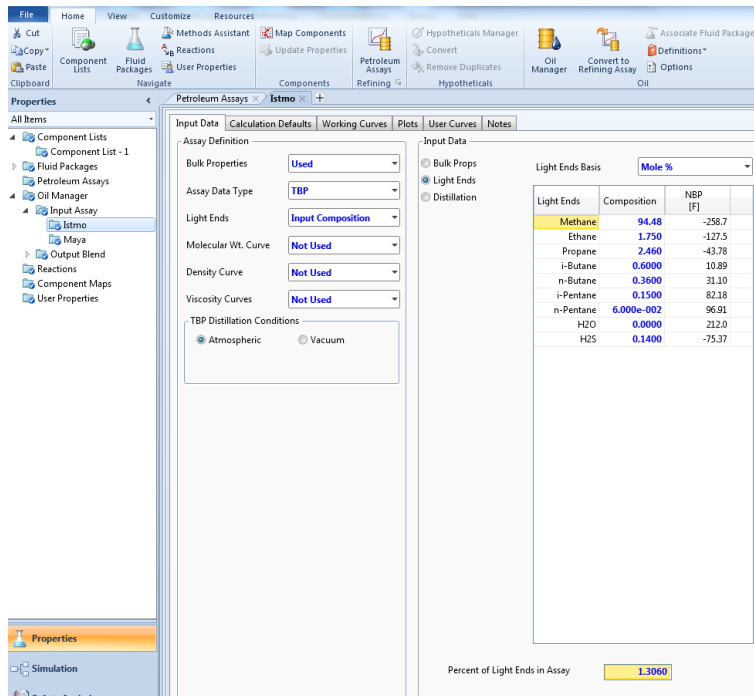 File Home View Customize Resources
Cut Methods Assistant Map Components Hypotheticals Manager Associate Fluid Package
Copy Reactions Update Properties Convert Definitions
Paste Component Lists Fluid Packages User Properties Petroleum Assays Remove Duplicates Oil Manager Convert to Refining Assay Options
Clipboard Navigate Components Refining Hypotheticals Oil
Properties < Petroleum Assays × Istmo × +
All Items
Component Lists
Component List - 1
Fluid Packages
Petroleum Assays
Oil Manager
Input Assay
Istmo
Maya
Output Blend
Reactions
Component Maps
User Properties
Properties
Simulation
Input Data Calculation Defaults Working Curves Plots User Curves Notes
Assay Definition
Bulk Properties Used
Assay Data Type TBP
Light Ends Input Composition
Molecular Wt. Curve Not Used
Density Curve Not Used
Viscosity Curves Not Used
TBP Distillation Conditions
Atmospheric Vacuum
Input Data
Bulk Props
Light Ends
Distillation
Light Ends Basis Mole %
Light Ends Composition NBP [F]
Methane 94.48 -258.7
Ethane 1.750 -127.5
Propane 2.460 -43.78
i-Butane 0.6000 10.89
n-Butane 0.3600 31.10
i-Pentane 0.1500 82.18
n-Pentane 6.000e-002 96.91
H2O 0.0000 212.0
H2S 0.1400 -75.37
Percent of Light Ends in Assay 1.3060